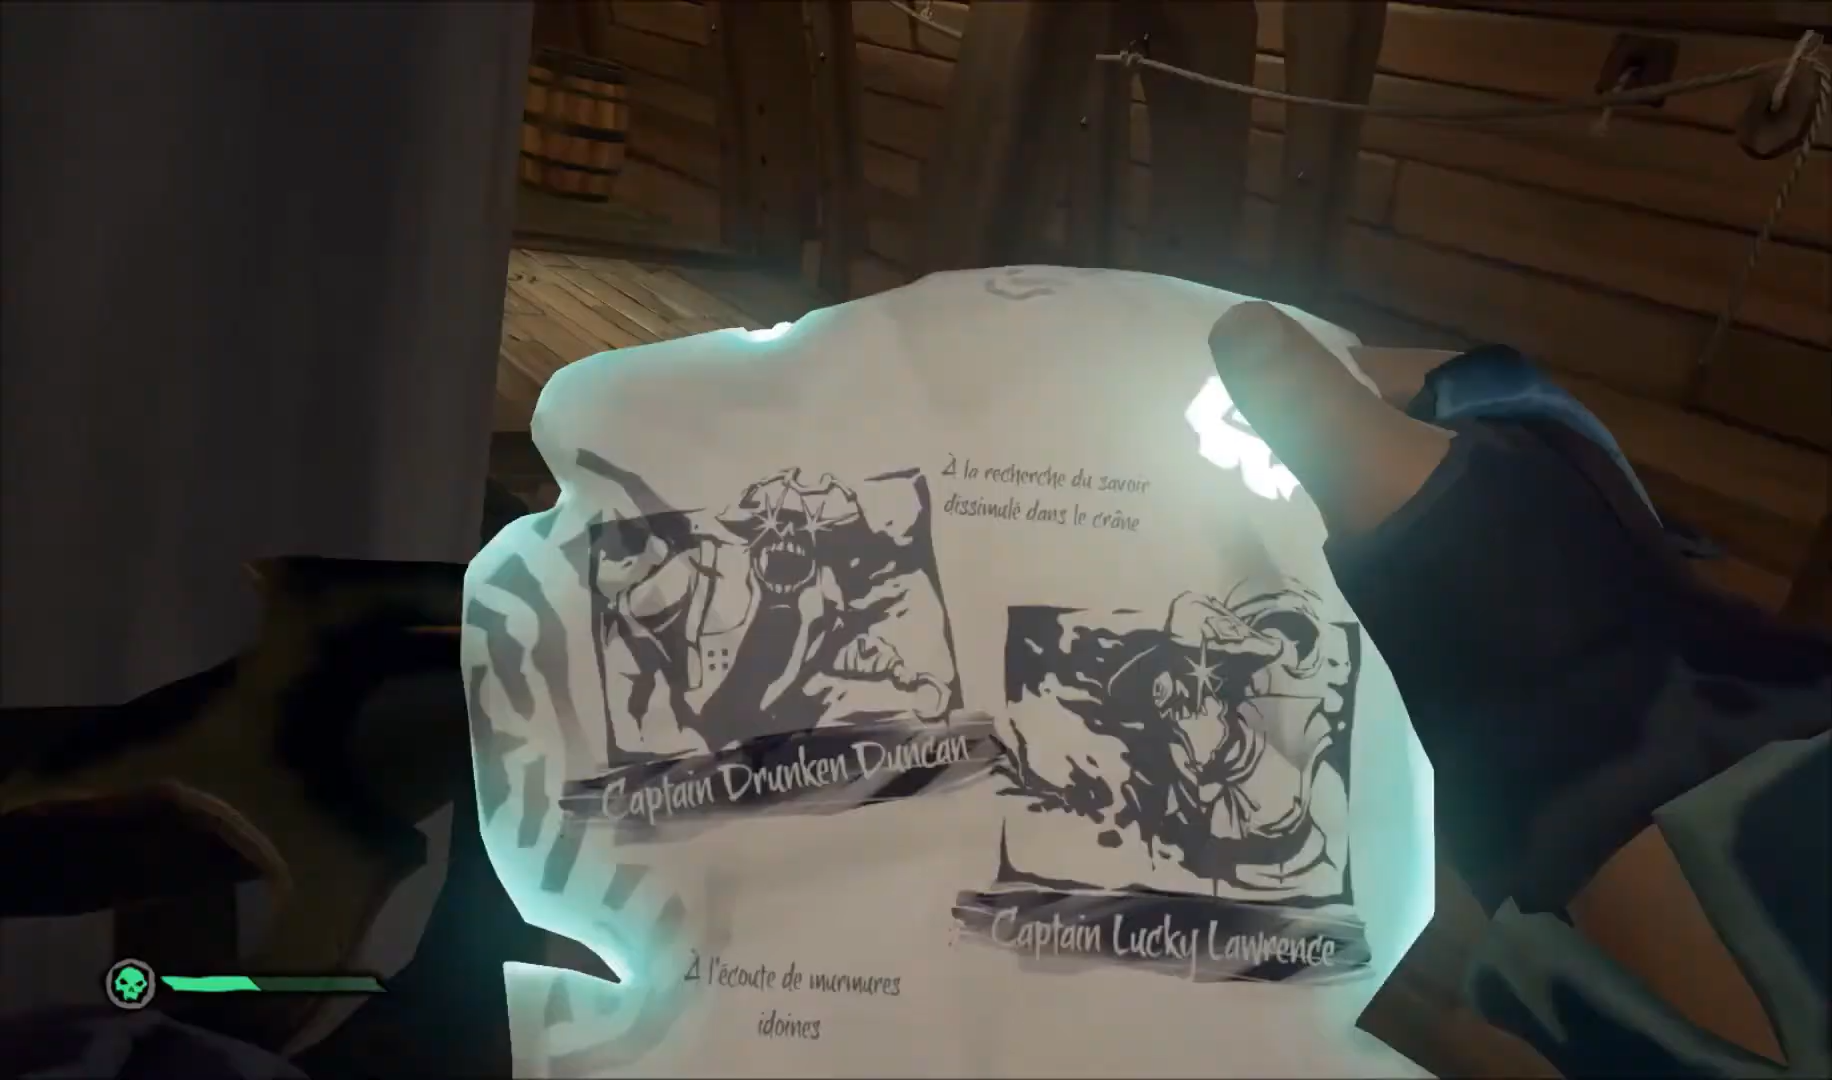 À la recherche du savoir
dissimulé dans le crâne
Captain Drunken Duncan
Captain Lucky Lawrence
À l'écoute de murmures
idoines